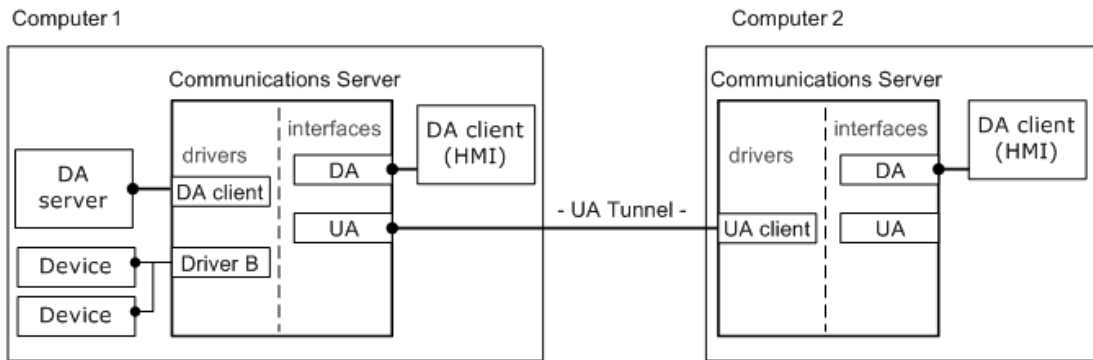 Computer 1
Computer 2
Communications Server
Communications Server
interfaces
DA client
(HMI)
interfaces
DA client
(HMI)
drivers
DA
drivers
DA
DA
server
DA client
- UA Tunnel -
UA
UA client
UA
Device
Driver B
Device